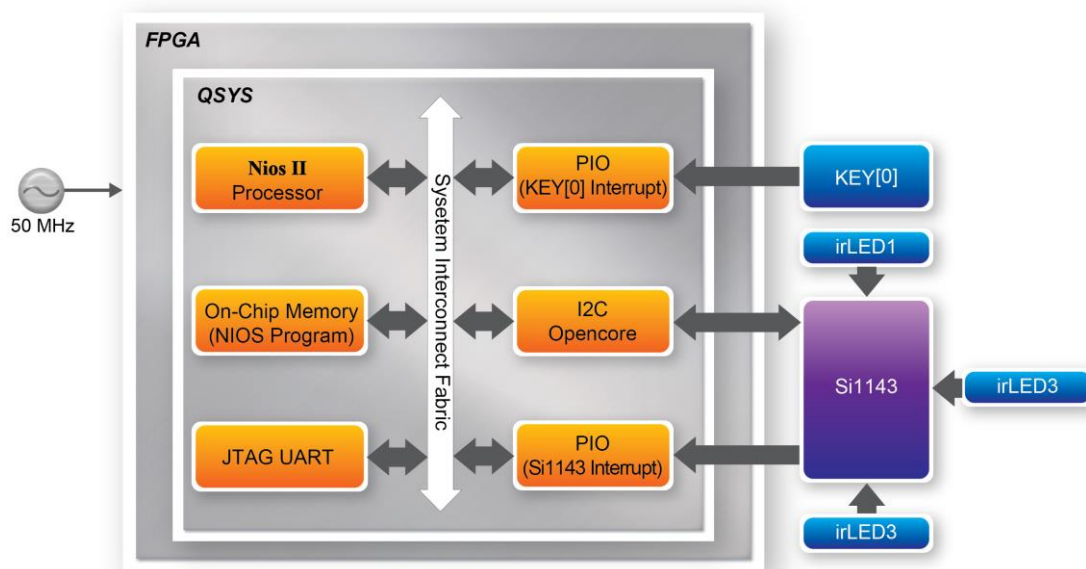 FPGA
QSYS
50 MHz
Nios II
Processor
On-Chip Memory
(NIOS Program)
JTAG UART
Sysetem Interconnect Fabric
PIO
(KEY[0] Interrupt)
I2C
Opencore
PIO
(Si1143 Interrupt)
KEY[0]
irLED1
Si1143
irLED3
irLED3